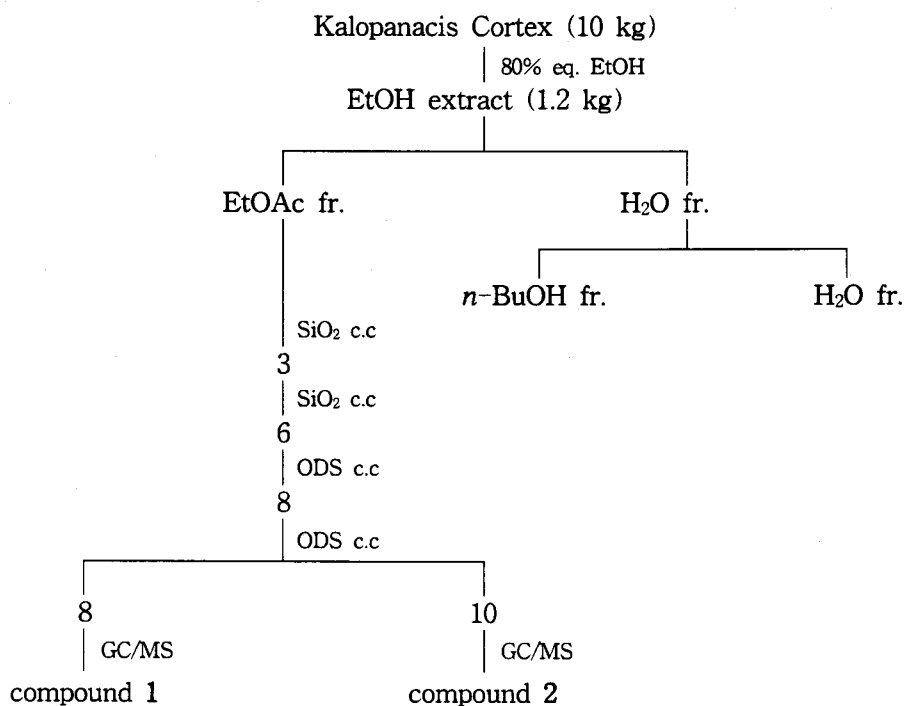 Kalopanacis Cortex (10 kg)
80% eq. EtOH
EtOH extract (1.2 kg)
EtOAc fr.
H₂O fr.
n-BuOH fr.
H₂O fr.
SiO₂ c.c
3
SiO₂ c.c
6
ODS c.c
8
ODS c.c
8
10
GC/MS
GC/MS
compound 1
compound 2